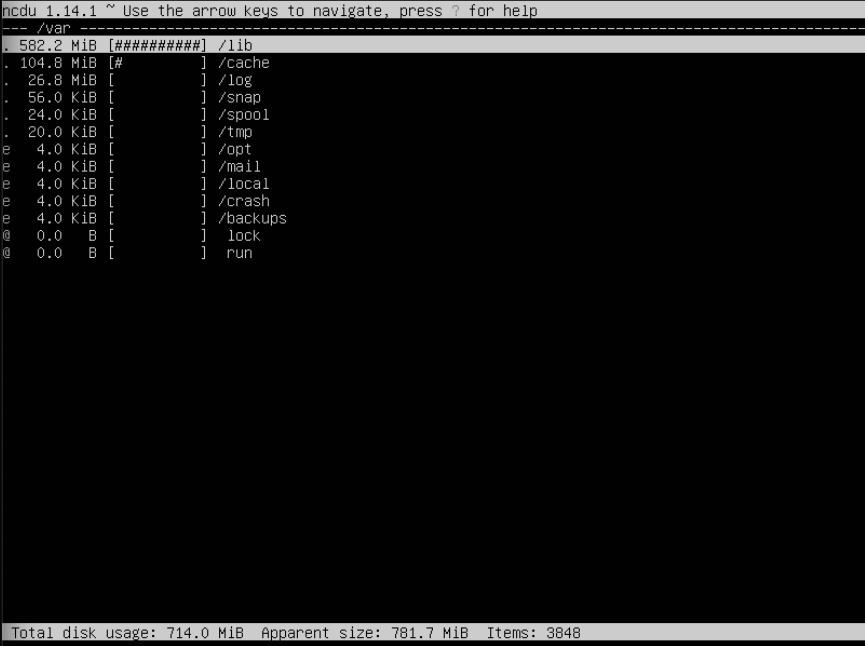 ncdu 1.14.1 ~ Use the arrow keys to navigate, press ? for help
--- /var ------------------------------------------------------------------------------------------
. 582.2 MiB [##########] /lib
. 104.8 MiB [#         ] /cache
.  26.8 MiB [          ] /log
.  56.0 KiB [          ] /snap
.  24.0 KiB [          ] /spool
.  20.0 KiB [          ] /tmp
e   4.0 KiB [          ] /opt
e   4.0 KiB [          ] /mail
e   4.0 KiB [          ] /local
e   4.0 KiB [          ] /crash
e   4.0 KiB [          ] /backups
@   0.0   B [          ]  lock
@   0.0   B [          ]  run
Total disk usage: 714.0 MiB  Apparent size: 781.7 MiB  Items: 3848